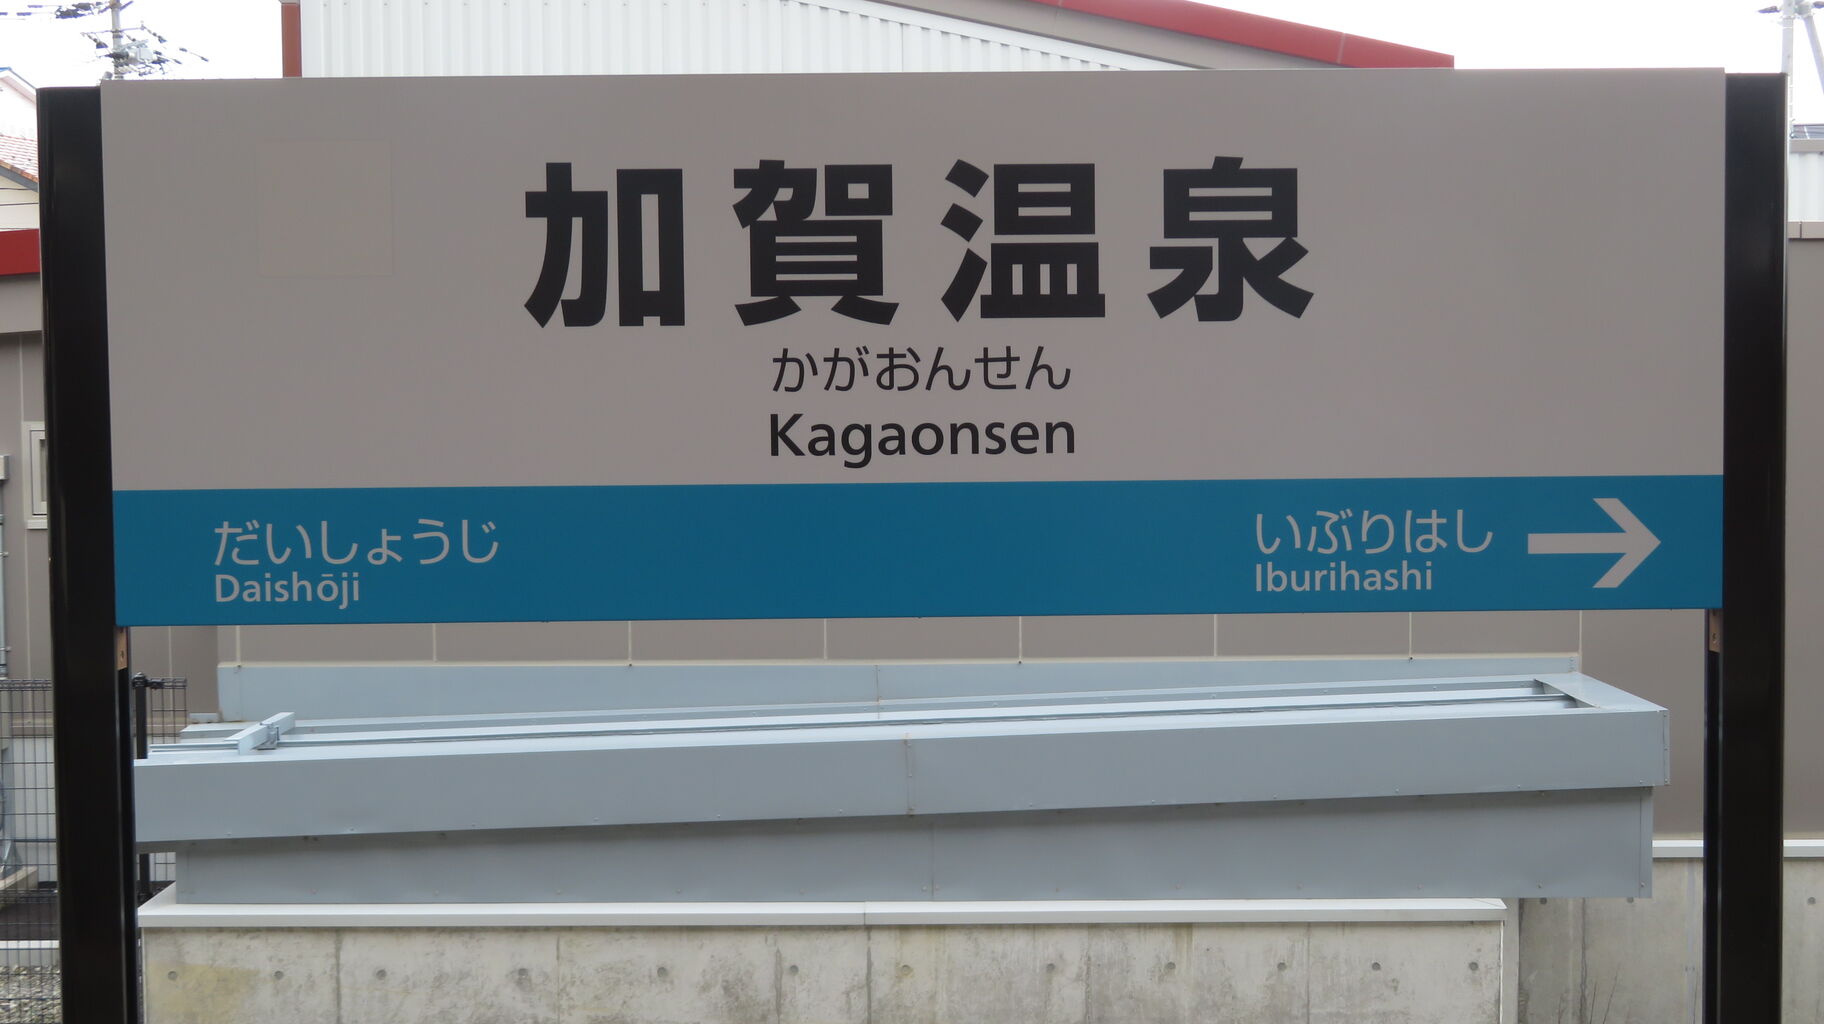 加賀温泉
かがおんせん
Kagaonsen
だいしょうじ
Daishōji
いぶりはし →
Iburihashi